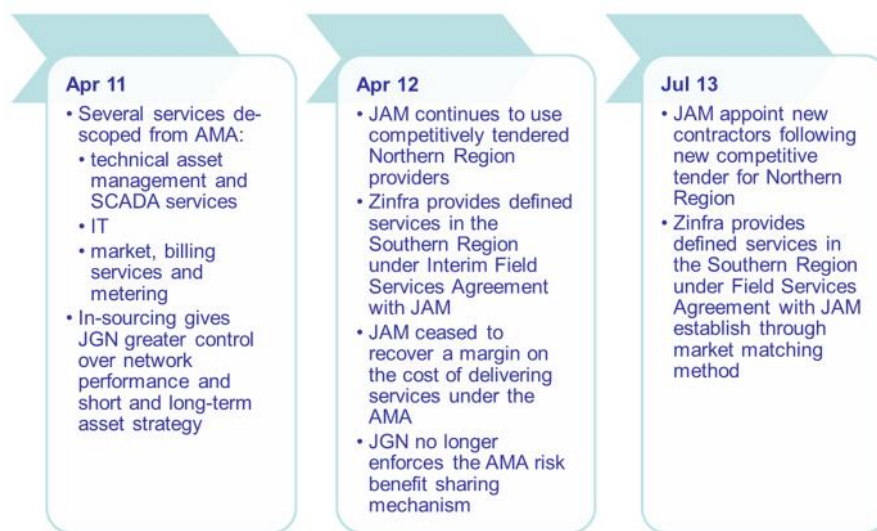 Apr 11
• Several services de-
scoped from AMA:
• technical asset
management and
SCADA services
• IT
• market, billing
services and
metering
• In-sourcing gives
JGN greater control
over network
performance and
short and long-term
asset strategy
Apr 12
• JAM continues to use
competitively tendered
Northern Region
providers
• Zinfra provides defined
services in the
Southern Region
under Interim Field
Services Agreement
with JAM
• JAM ceased to
recover a margin on
the cost of delivering
services under the
AMA
• JGN no longer
enforces the AMA risk
benefit sharing
mechanism
Jul 13
• JAM appoint new
contractors following
new competitive
tender for Northern
Region
• Zinfra provides
defined services in
the Southern Region
under Field Services
Agreement with JAM
establish through
market matching
method